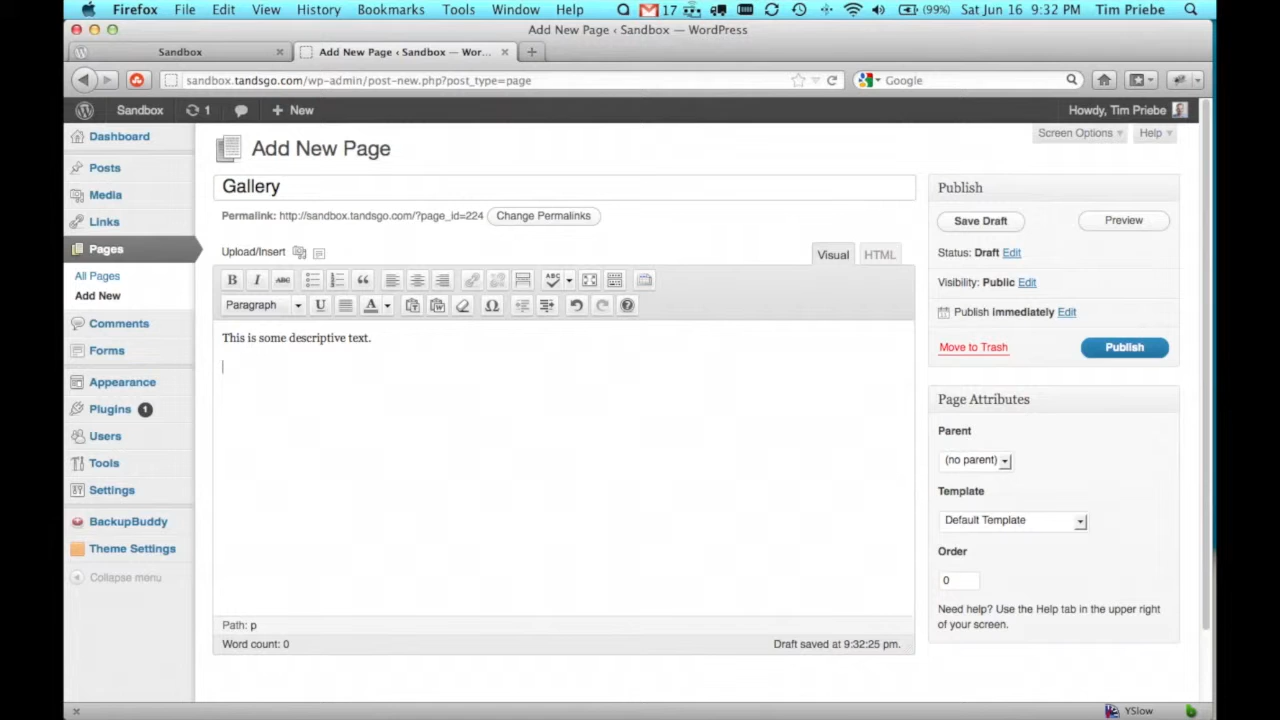 Firefox File Edit View History Bookmarks Tools Window Help 17 (99%) Sat Jun 16 9:32 PM Tim Priebe
Add New Page ‹ Sandbox — WordPress
Sandbox Add New Page ‹ Sandbox — Wor...
sandbox.tandsgo.com/wp-admin/post-new.php?post_type=page Google
Sandbox 1 New Howdy, Tim Priebe
Screen Options Help
Dashboard
Posts
Media
Links
Pages
All Pages
Add New
Comments
Forms
Appearance
Plugins 1
Users
Tools
Settings
BackupBuddy
Theme Settings
Collapse menu
Add New Page
Gallery
Permalink: http://sandbox.tandsgo.com/?page_id=224 Change Permalinks
Upload/Insert Visual HTML
B I ABC ABC
Paragraph U A Ω
This is some descriptive text.
Path: p
Word count: 0 Draft saved at 9:32:25 pm.
Publish
Save Draft Preview
Status: Draft Edit
Visibility: Public Edit
Publish immediately Edit
Move to Trash Publish
Page Attributes
Parent
(no parent)
Template
Default Template
Order
0
Need help? Use the Help tab in the upper right
of your screen.
YSlow